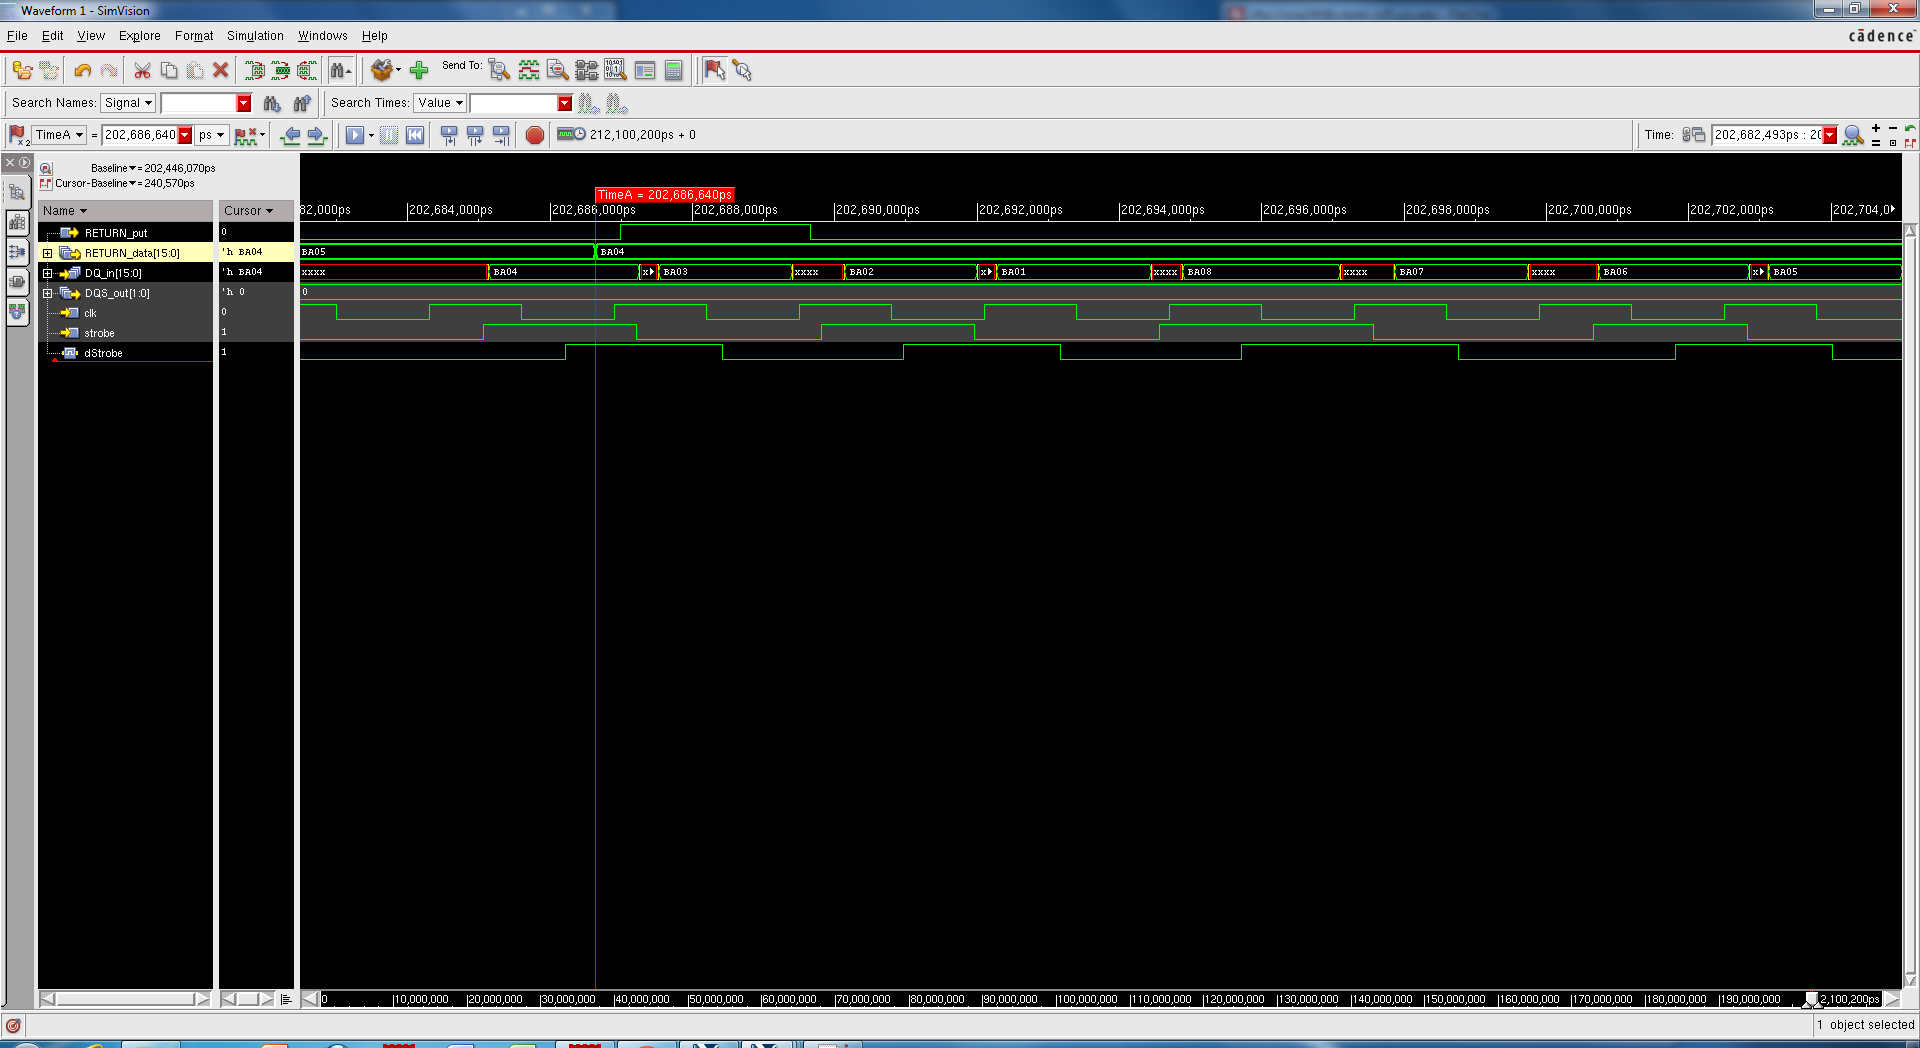 Waveform 1 - SimVision
File Edit View Explore Format Simulation Windows Help
cādence
Send To:
Search Names: Signal Search Times: Value
TimeA = 202,686,640 ps 212,100,200ps + 0 Time: 202,682,493ps : 20
Baseline = 202,446,070ps
Cursor-Baseline = 240,570ps
TimeA = 202,686,640ps
Name Cursor 82,000ps 202,684,000ps 202,686,000ps 202,688,000ps 202,690,000ps 202,692,000ps 202,694,000ps 202,696,000ps 202,698,000ps 202,700,000ps 202,702,000ps 202,704,0
RETURN_put 0
RETURN_data[15:0] 'h BA04 BA05 BA04
DQ_in[15:0] 'h BA04 xxxx BA04 x BA03 xxxx BA02 x BA01 xxxx BA08 xxxx BA07 xxxx BA06 x BA05
DQS_out[1:0] 'h 0 0
clk 0
strobe 1
dStrobe 1
0 10,000,000 20,000,000 30,000,000 40,000,000 50,000,000 60,000,000 70,000,000 80,000,000 90,000,000 100,000,000 110,000,000 120,000,000 130,000,000 140,000,000 150,000,000 160,000,000 170,000,000 180,000,000 190,000,000 2,100,200ps
1 object selected